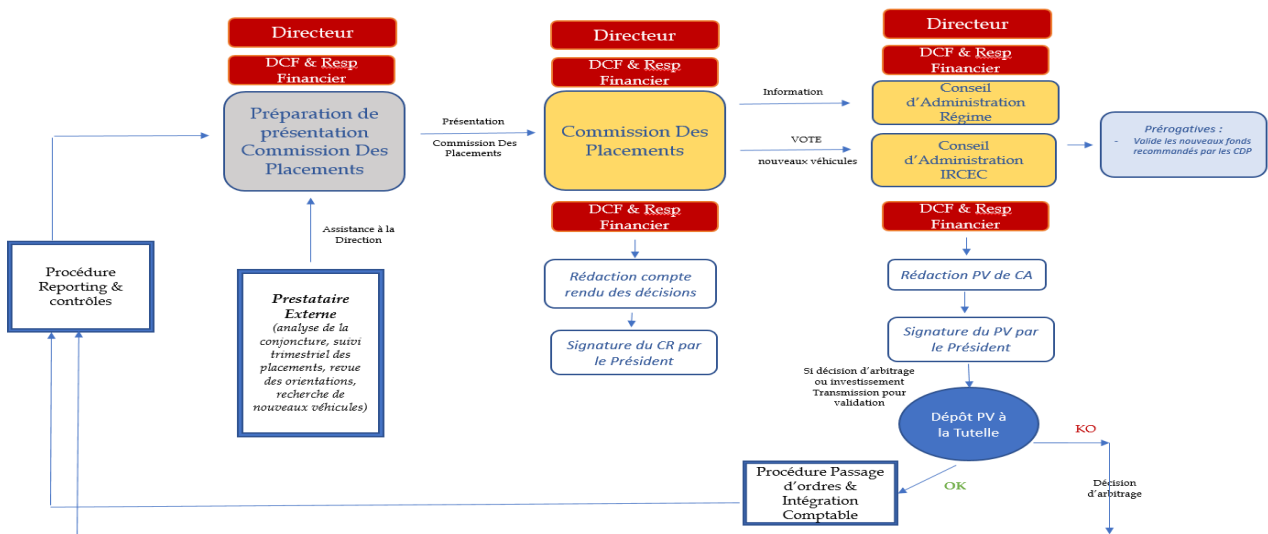 Directeur
DCF & Resp
Financier
Préparation de
présentation
Commission Des
Placements
Présentation
Commission Des
Placements
Directeur
DCF & Resp
Financier
Commission Des
Placements
Information
VOTE
nouveaux véhicules
Directeur
DCF & Resp
Financier
Conseil
d'Administration
Régime
Conseil
d'Administration
IRCEC
Prérogatives :
- Valide les nouveaux fonds
recommandés par les CDP
Assistance à la
Direction
Procédure
Reporting &
contrôles
Prestataire
Externe
(analyse de la
conjoncture, suivi
trimestriel des
placements, revue
des orientations,
recherche de
nouveaux véhicules)
DCF & Resp
Financier
Rédaction compte
rendu des décisions
Signature du CR par
le Président
DCF & Resp
Financier
Rédaction PV de CA
Signature du PV par
le Président
Si décision d'arbitrage
ou investissement
Transmission pour
validation
Dépôt PV à
la Tutelle
KO
OK
Procédure Passage
d'ordres &
Intégration
Comptable
Décision
d'arbitrage